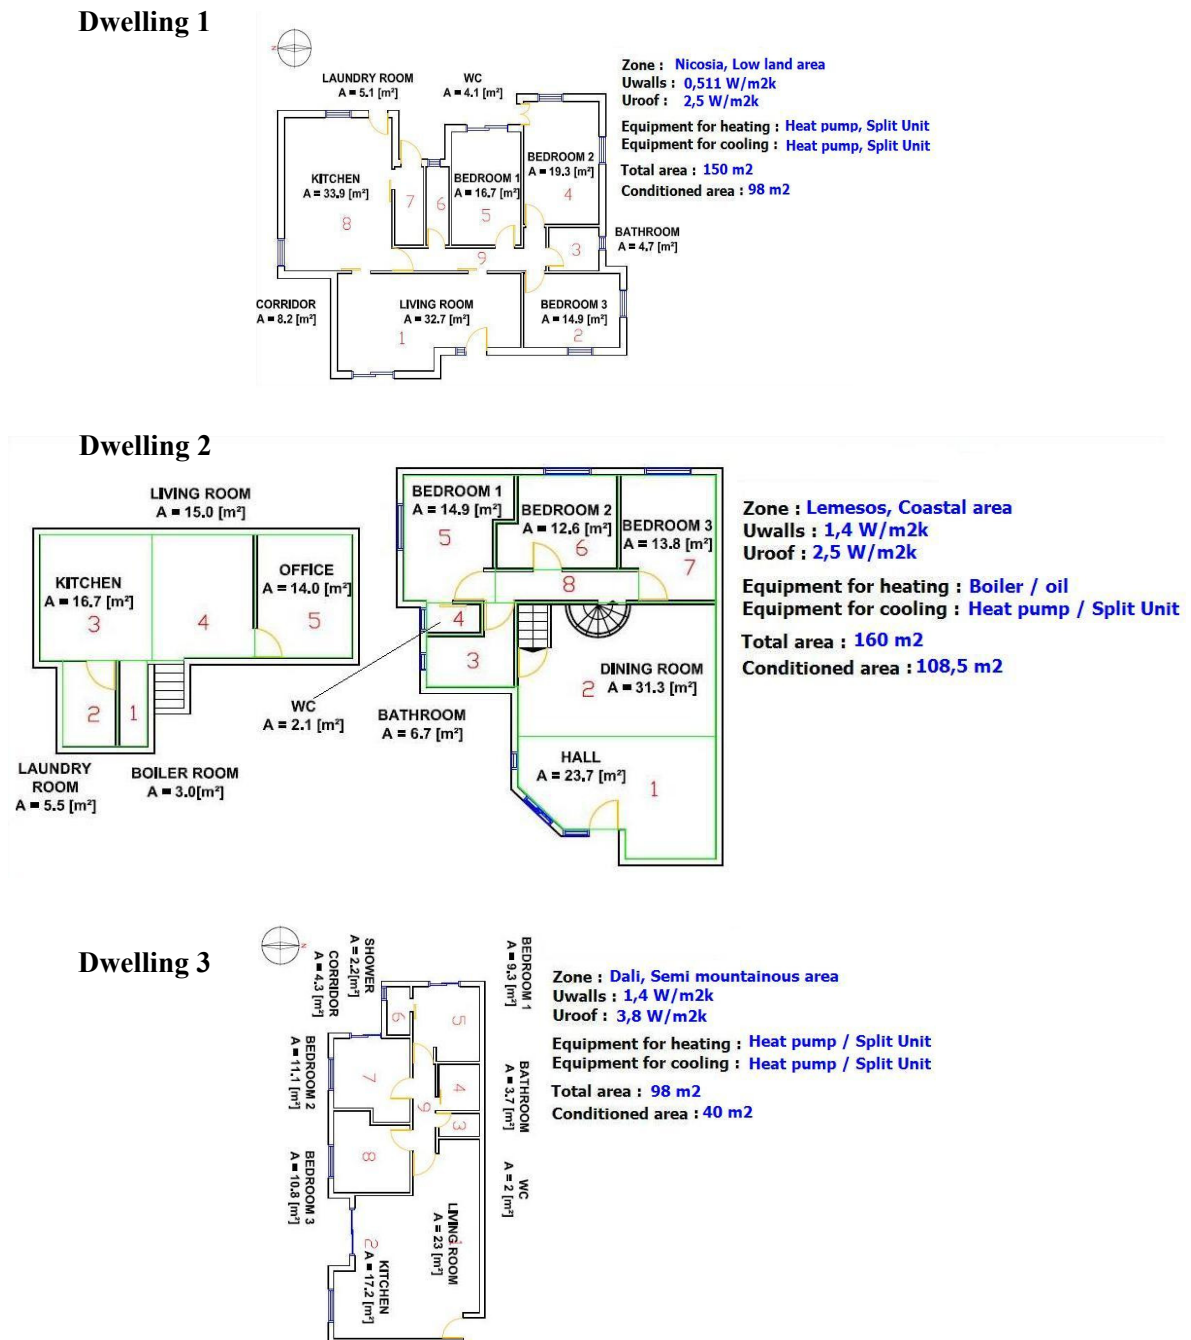 Dwelling 1
N
LAUNDRY ROOM
A = 5.1 [m²]
WC
A = 4.1 [m²]
Zone : Nicosia, Low land area
Uwalls : 0,511 W/m2k
Uroof : 2,5 W/m2k
Equipment for heating : Heat pump, Split Unit
Equipment for cooling : Heat pump, Split Unit
Total area : 150 m2
Conditioned area : 98 m2
KITCHEN
A = 33.9 [m²]
8
7
6
BEDROOM 1
A = 16.7 [m²]
5
BEDROOM 2
A = 19.3 [m²]
4
BATHROOM
A = 4.7 [m²]
3
9
CORRIDOR
A = 8.2 [m²]
LIVING ROOM
A = 32.7 [m²]
1
BEDROOM 3
A = 14.9 [m²]
2
Dwelling 2
LIVING ROOM
A = 15.0 [m²]
KITCHEN
A = 16.7 [m²]
3
4
OFFICE
A = 14.0 [m²]
5
2
1
LAUNDRY
ROOM
A = 5.5 [m²]
BOILER ROOM
A = 3.0[m²]
WC
A = 2.1 [m²]
BEDROOM 1
A = 14.9 [m²]
5
BEDROOM 2
A = 12.6 [m²]
6
BEDROOM 3
A = 13.8 [m²]
7
8
4
3
BATHROOM
A = 6.7 [m²]
DINING ROOM
2 A = 31.3 [m²]
HALL
A = 23.7 [m²]
1
Zone : Lemesos, Coastal area
Uwalls : 1,4 W/m2k
Uroof : 2,5 W/m2k
Equipment for heating : Boiler / oil
Equipment for cooling : Heat pump / Split Unit
Total area : 160 m2
Conditioned area : 108,5 m2
Dwelling 3
N
SHOWER
A = 2.2[m²]
CORRIDOR
A = 4.3 [m²]
BEDROOM 1
A = 9.3 [m²]
BEDROOM 2
A = 11.1 [m²]
BATHROOM
A = 3.7 [m²]
BEDROOM 3
A = 10.8 [m²]
WC
A = 2 [m²]
6
5
7
4
9
3
8
LIVING ROOM
A = 23 [m²]
1
2
KITCHEN
A = 17.2 [m²]
Zone : Dali, Semi mountainous area
Uwalls : 1,4 W/m2k
Uroof : 3,8 W/m2k
Equipment for heating : Heat pump / Split Unit
Equipment for cooling : Heat pump / Split Unit
Total area : 98 m2
Conditioned area : 40 m2